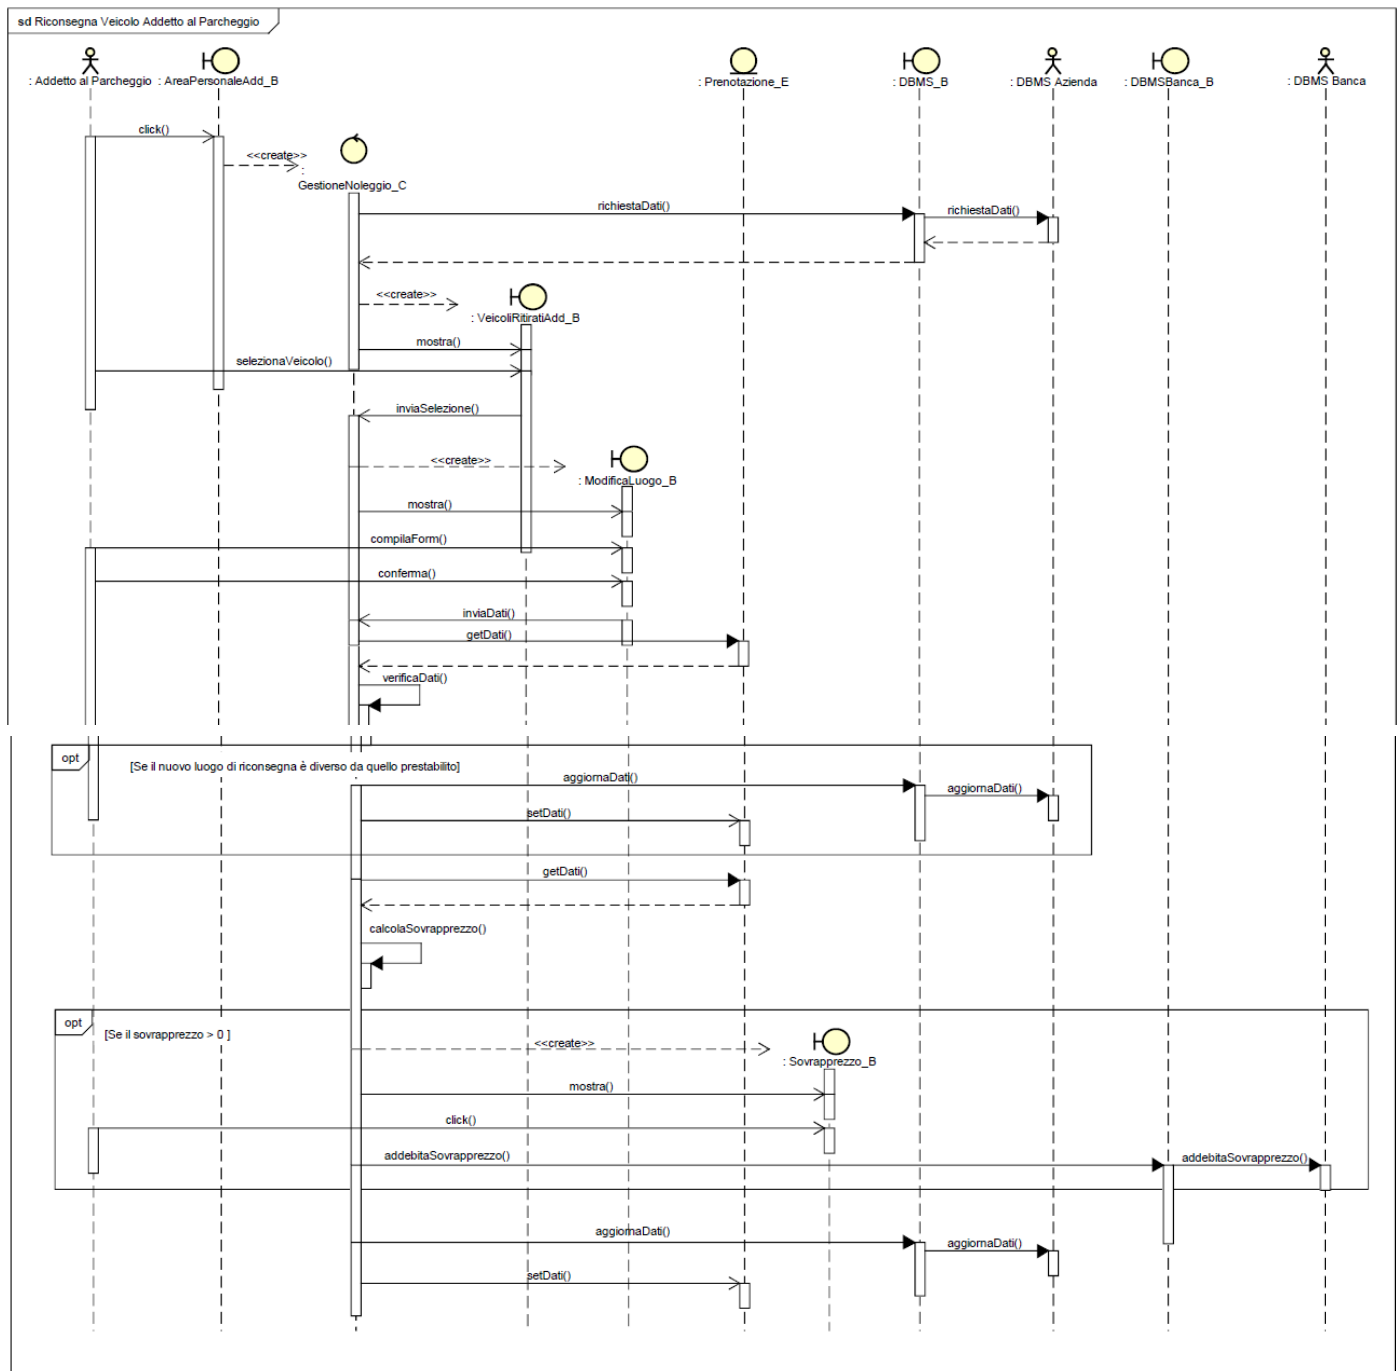 sd Riconsegna Veicolo Addetto al Parcheggio
: Addetto al Parcheggio
: AreaPersonaleAdd_B
: Prenotazione_E
: DBMS_B
: DBMS Azienda
: DBMSBanca_B
: DBMS Banca
click()
<<create>>
:
GestioneNoleggio_C
richiestaDati()
richiestaDati()
<<create>>
: VeicoliRitiratiAdd_B
mostra()
selezionaVeicolo()
inviaSelezione()
<<create>>
: ModificaLuogo_B
mostra()
compilaForm()
conferma()
inviaDati()
getDati()
verificaDati()
opt
[Se il nuovo luogo di riconsegna è diverso da quello prestabilito]
aggiornaDati()
aggiornaDati()
setDati()
getDati()
calcolaSovrapprezzo()
opt
[Se il sovrapprezzo > 0 ]
<<create>>
: Sovrapprezzo_B
mostra()
click()
addebitaSovrapprezzo()
addebitaSovrapprezzo()
aggiornaDati()
aggiornaDati()
setDati()